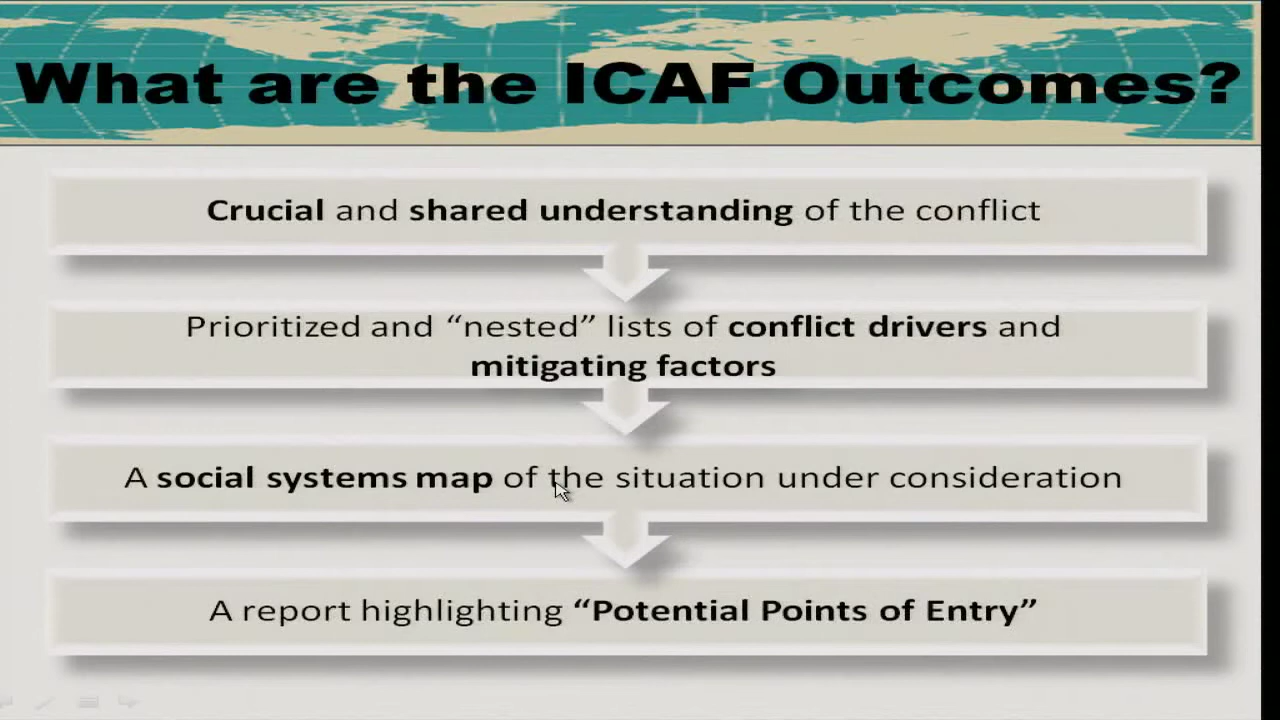 What are the ICAF Outcomes?
Crucial and shared understanding of the conflict
Prioritized and “nested” lists of conflict drivers and
mitigating factors
A social systems map of the situation under consideration
A report highlighting “Potential Points of Entry”